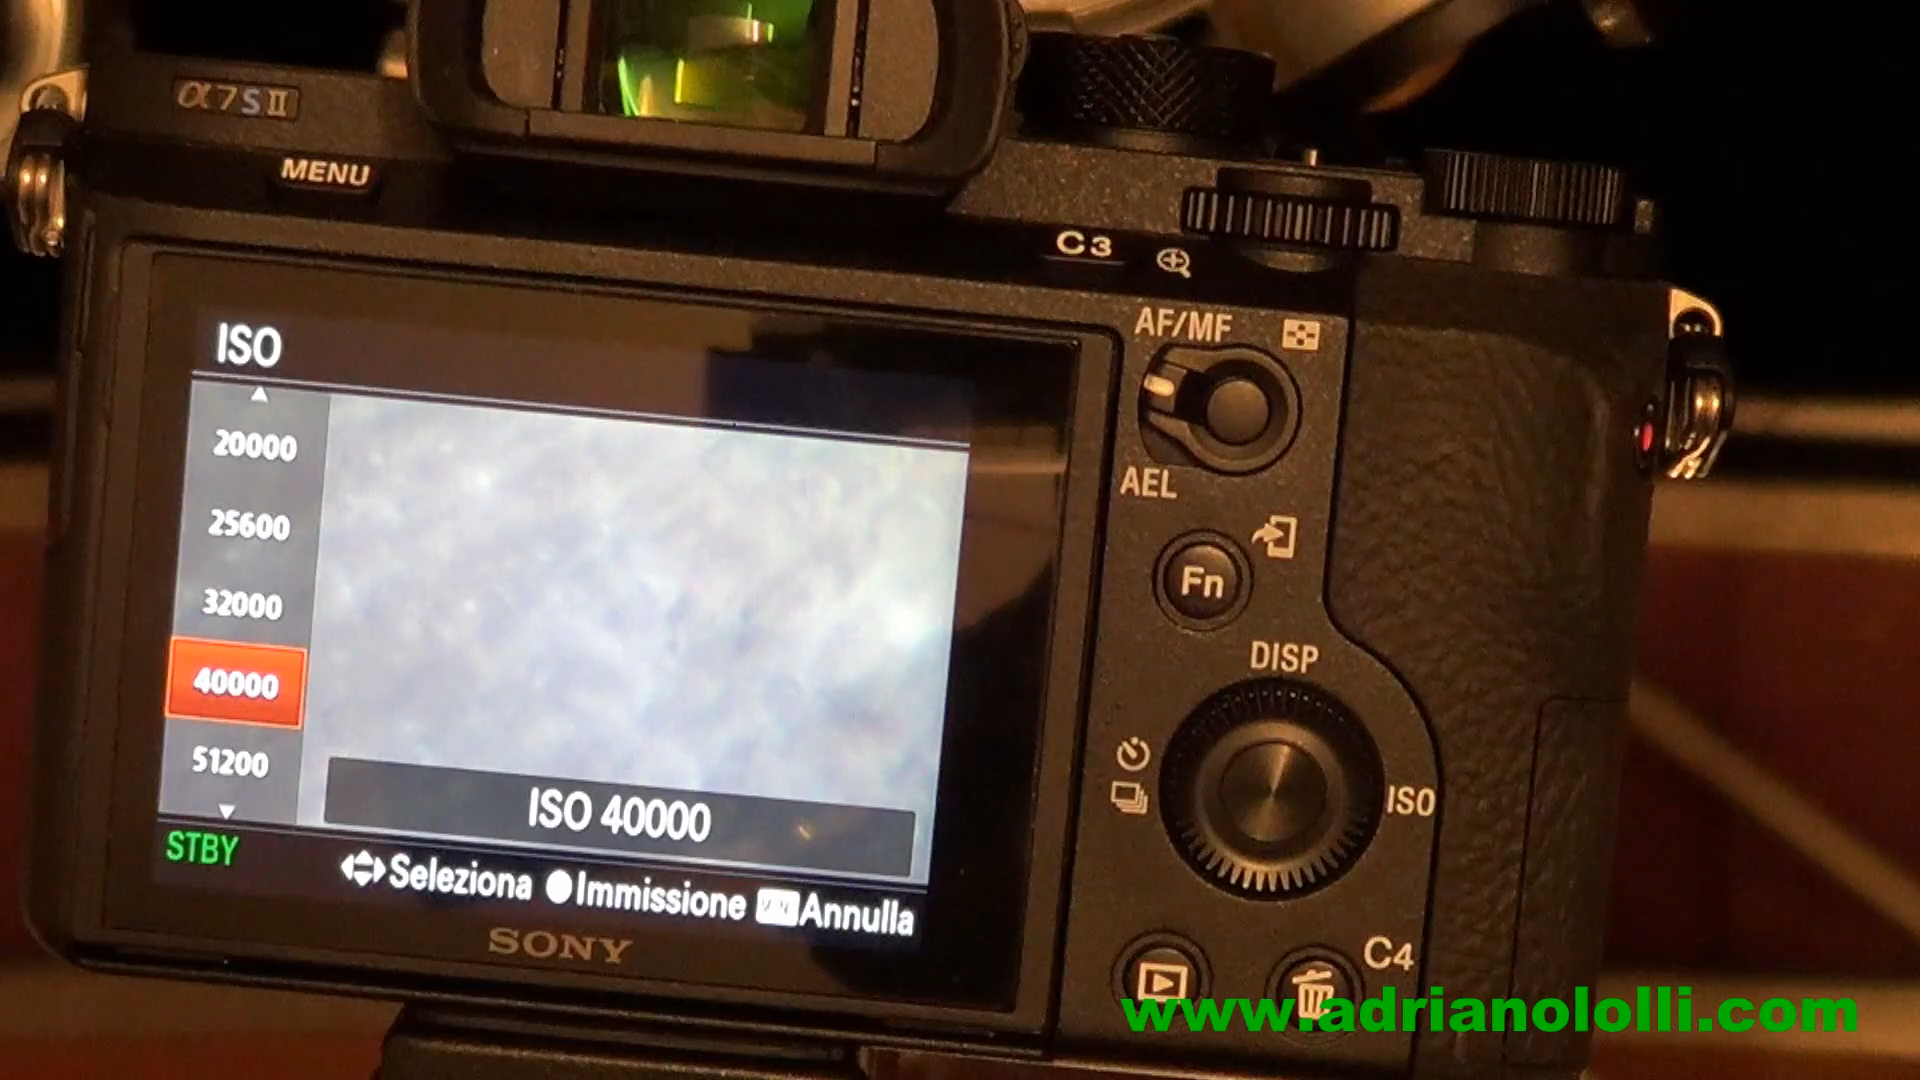 α7SII
MENU
C3
AF/MF
ISO
20000
25600
32000
40000
51200
ISO 40000
STBY
Seleziona Immissione Annulla
SONY
AEL
Fn
DISP
ISO
C4
www.adrianololli.com